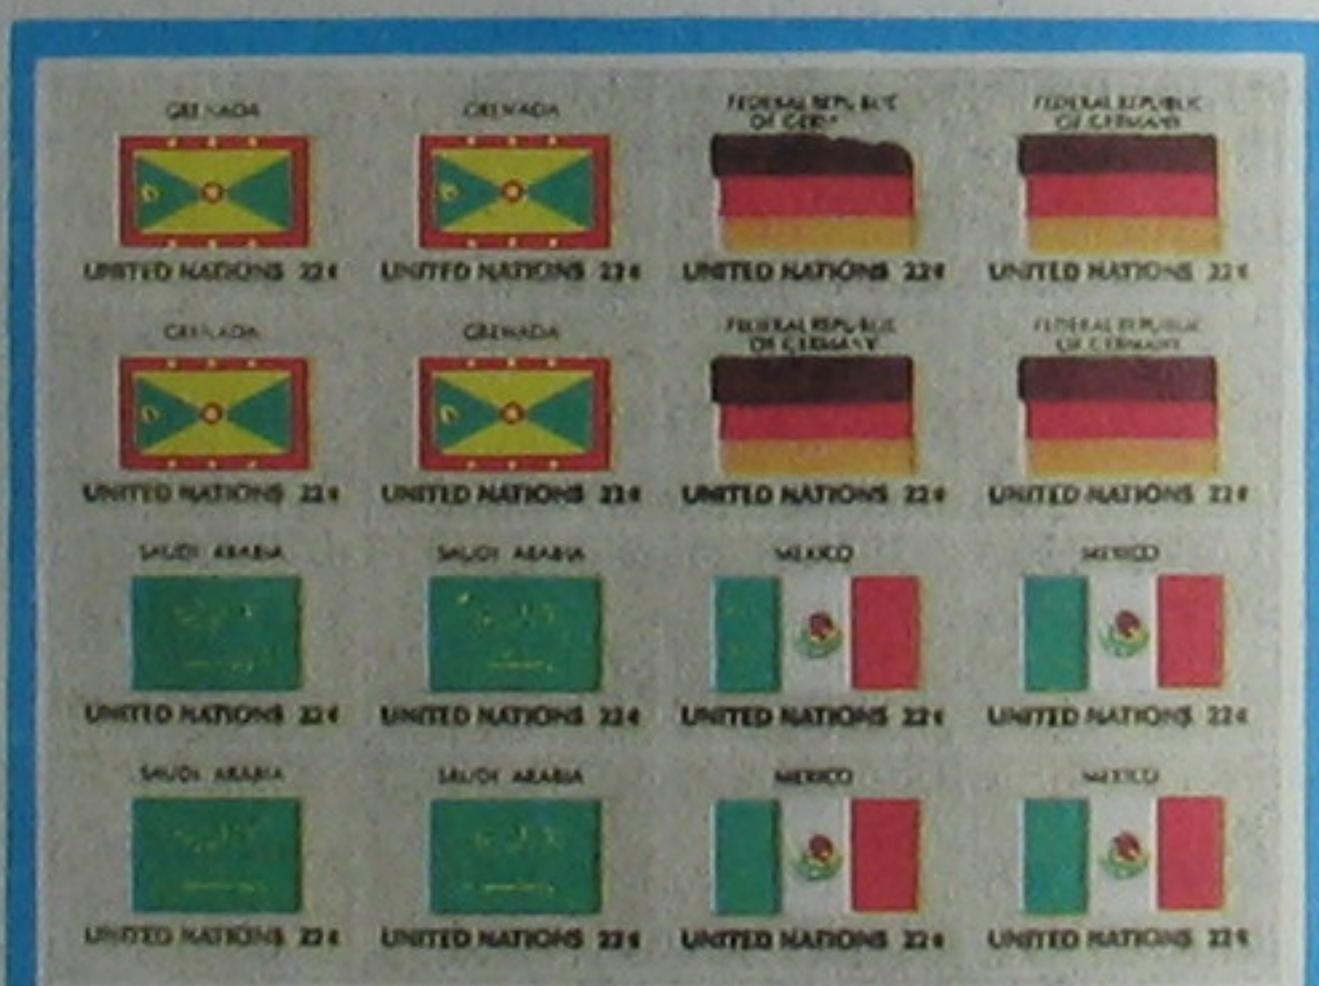 GRENADA GRENADA FEDERAL REPUBLIC FEDERAL REPUBLIC
OF GERM OF GERMANY
UNITED NATIONS 22¢ UNITED NATIONS 22¢ UNITED NATIONS 22¢ UNITED NATIONS 22¢
GRENADA GRENADA FEDERAL REPUBLIC FEDERAL REPUBLIC
OF GERMANY OF GERMANY
UNITED NATIONS 22¢ UNITED NATIONS 22¢ UNITED NATIONS 22¢ UNITED NATIONS 22¢
SAUDI ARABIA SAUDI ARABIA MEXICO MEXICO
UNITED NATIONS 22¢ UNITED NATIONS 22¢ UNITED NATIONS 22¢ UNITED NATIONS 22¢
SAUDI ARABIA SAUDI ARABIA MEXICO MEXICO
UNITED NATIONS 22¢ UNITED NATIONS 22¢ UNITED NATIONS 22¢ UNITED NATIONS 22¢